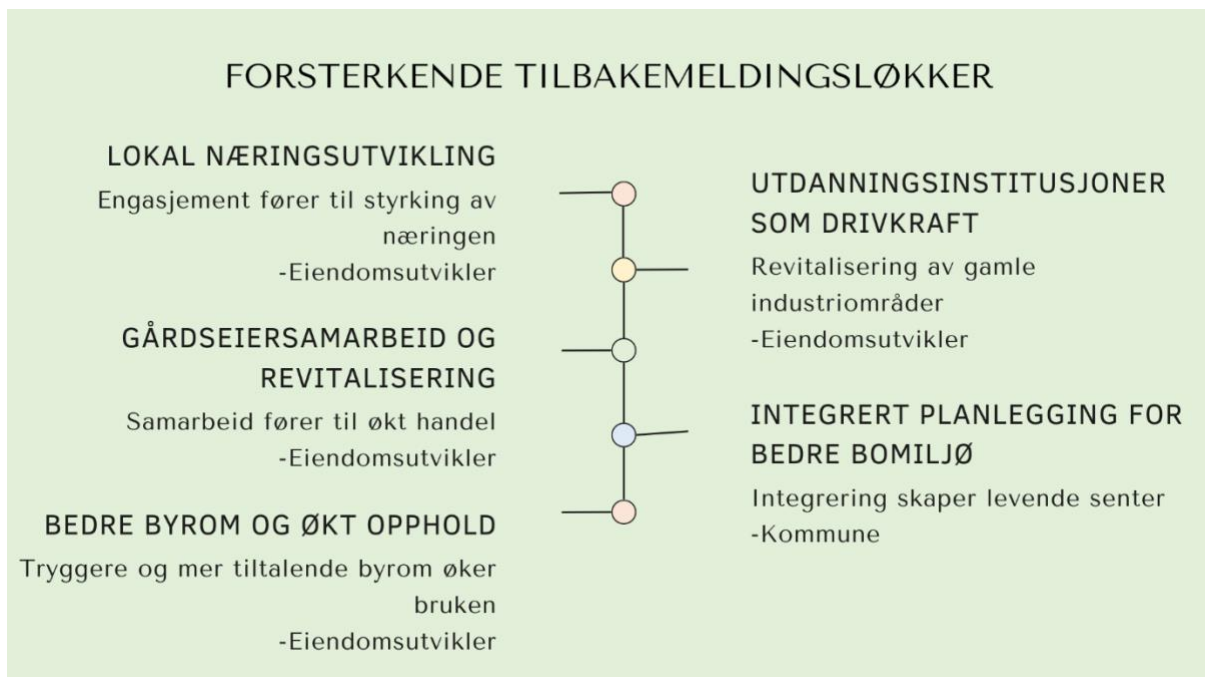 FORSTERKENDE TILBAKEMELDINGSLØKKER
LOKAL NÆRINGSUTVIKLING
Engasjement fører til styrking av
næringen
-Eiendomsutvikler
UTDANNINGSINSTITUSJONER
SOM DRIVKRAFT
Revitalisering av gamle
industriområder
-Eiendomsutvikler
GÅRDSEIERSAMARBEID OG
REVITALISERING
Samarbeid fører til økt handel
-Eiendomsutvikler
INTEGRERT PLANLEGGING FOR
BEDRE BOMILJØ
Integrering skaper levende senter
-Kommune
BEDRE BYROM OG ØKT OPPHOLD
Tryggere og mer tiltalende byrom øker
bruken
-Eiendomsutvikler